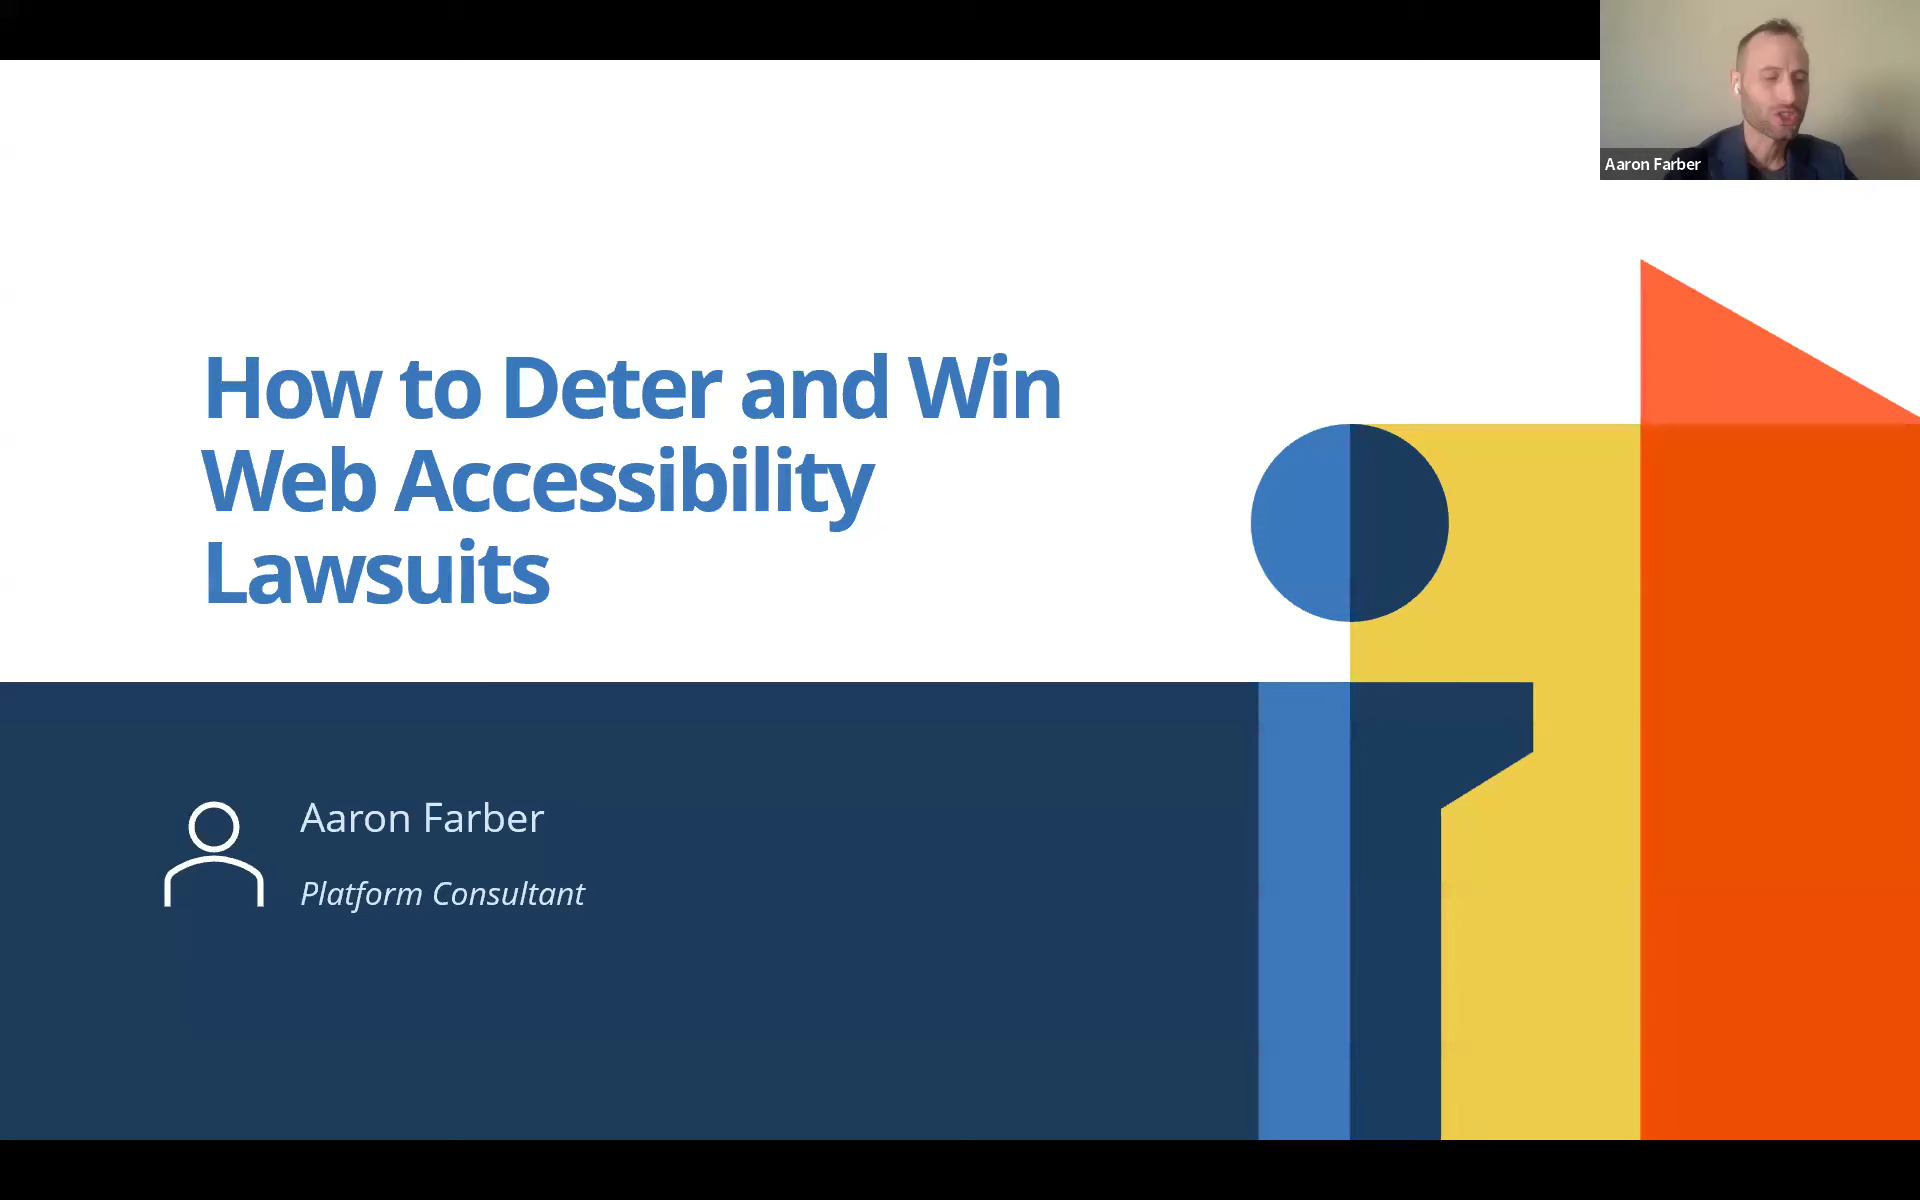 Aaron Farber
How to Deter and Win
Web Accessibility
Lawsuits
Aaron Farber
Platform Consultant